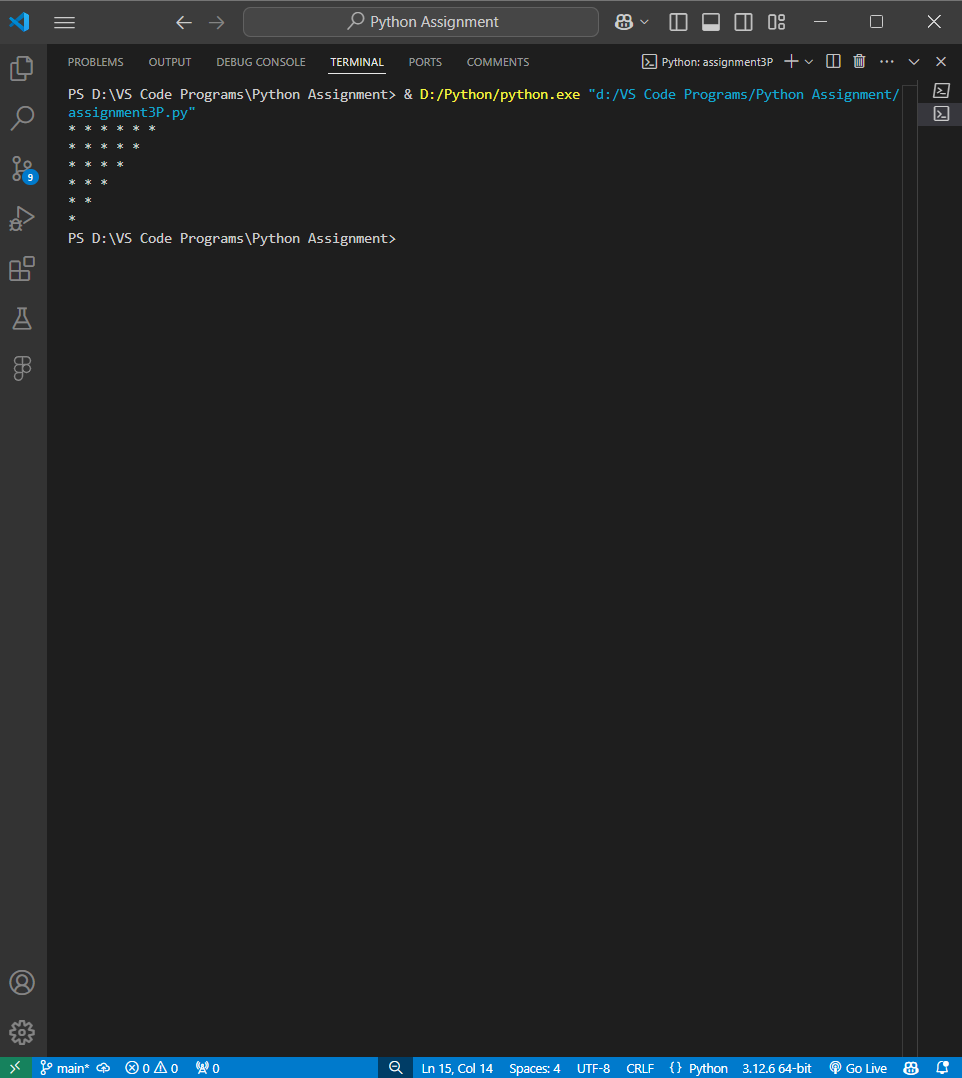 Python Assignment
PROBLEMS OUTPUT DEBUG CONSOLE TERMINAL PORTS COMMENTS Python: assignment3P
PS D:\VS Code Programs\Python Assignment> & D:/Python/python.exe "d:/VS Code Programs/Python Assignment/
assignment3P.py"
* * * * * *
* * * * *
* * * *
* * *
* *
*
PS D:\VS Code Programs\Python Assignment>
9
main* 0 0 0 Ln 15, Col 14 Spaces: 4 UTF-8 CRLF { } Python 3.12.6 64-bit Go Live